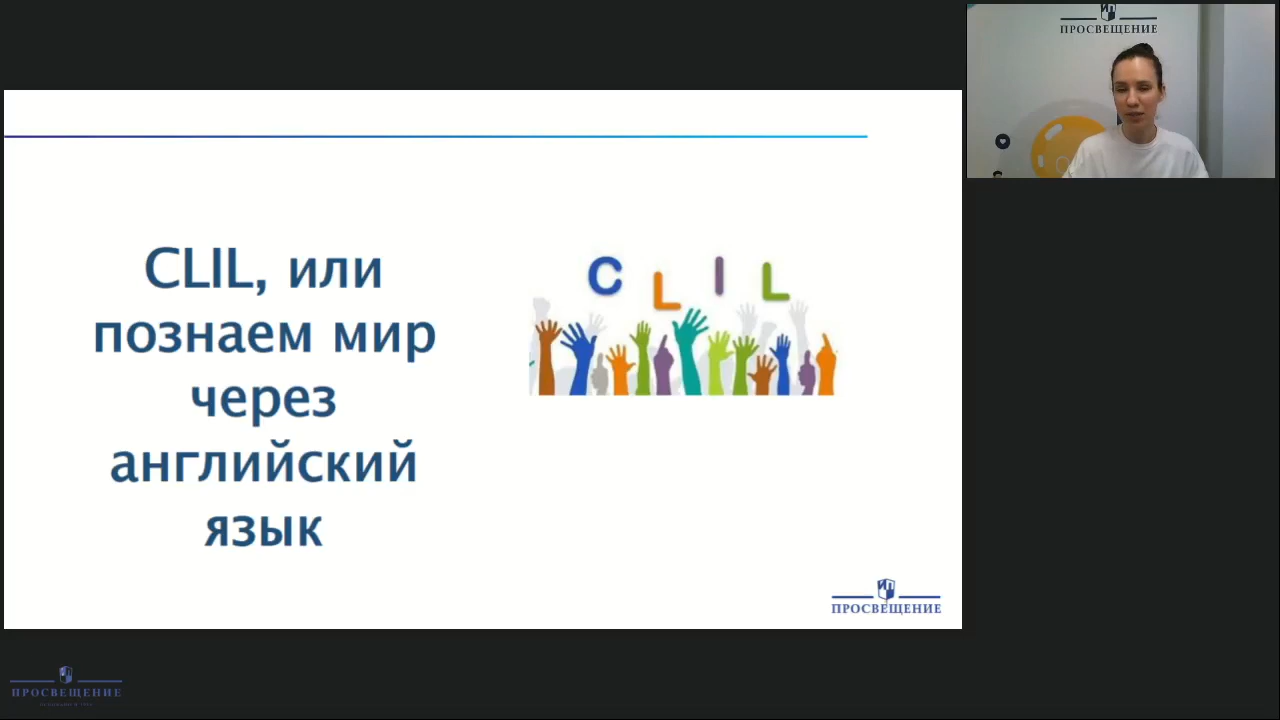 ПРОСВЕЩЕНИЕ
CLIL, или
познаем мир
через
английский
язык
C L I L
ПРОСВЕЩЕНИЕ
ПРОСВЕЩЕНИЕ